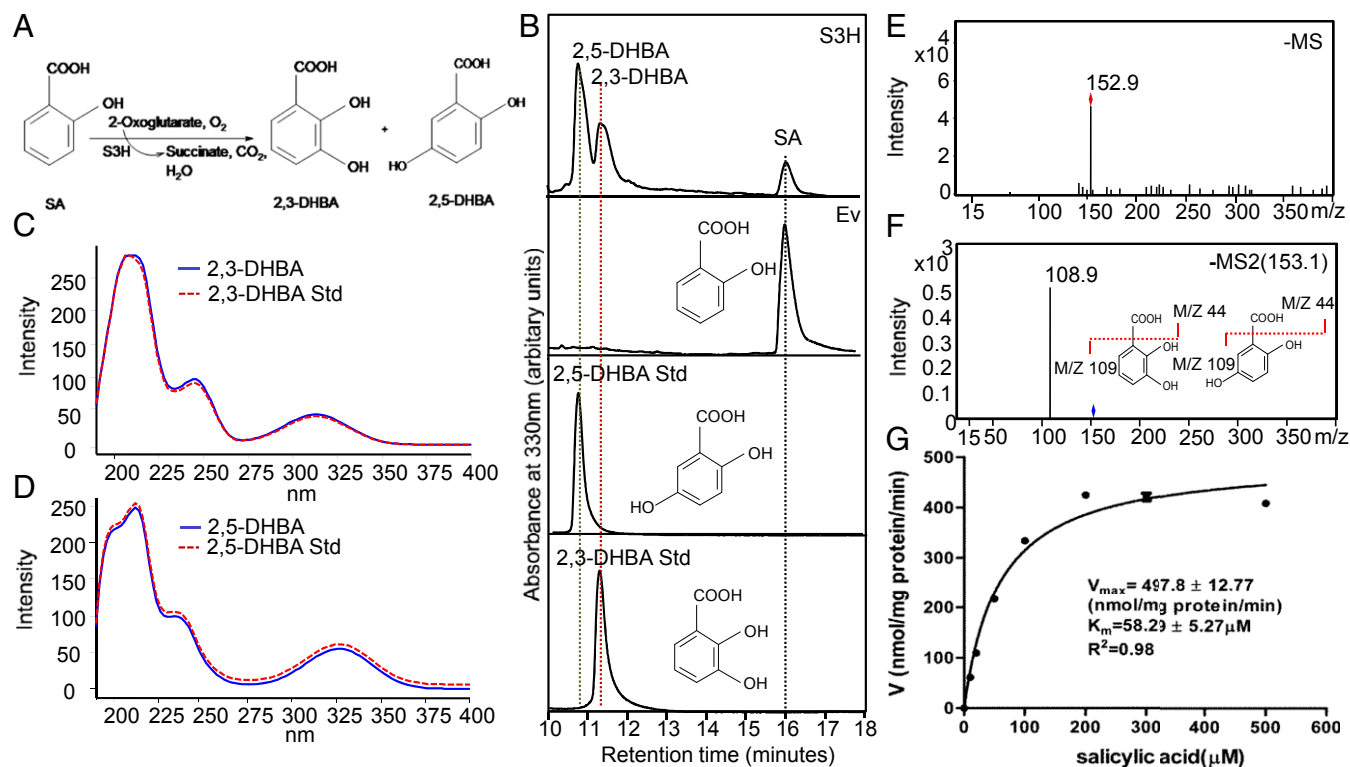 A
COOH
OH
2-Oxoglutarate, O2
S3H
Succinate, CO2,
H2O
SA
COOH
OH
OH
2,3-DHBA
+
COOH
OH
HO
2,5-DHBA
B
S3H
2,5-DHBA
2,3-DHBA
SA
Ev
COOH
OH
2,5-DHBA Std
COOH
OH
HO
2,3-DHBA Std
COOH
OH
OH
Absorbance at 330nm (arbitary units)
10 11 12 13 14 15 16 17 18
Retention time (minutes)
C
2,3-DHBA
2,3-DHBA Std
Intensity
250
200
150
100
50
0
200 225 250 275 300 325 350 375 400
nm
D
2,5-DHBA
2,5-DHBA Std
Intensity
250
200
150
100
50
0
200 225 250 275 300 325 350 375 400
nm
E
-MS
152.9
x10⁴
Intensity
8
6
4
2
0
15 100 150 200 250 300 350 m/z
F
-MS2(153.1)
108.9
x10³
Intensity
0.5
0.4
0.3
0.2
0.1
0
M/Z 44
COOH
OH
M/Z 109
OH
M/Z 44
COOH
OH
M/Z 109
HO
1550 100 150 200 250 300 350m/z
G
V (nmol/mg protein/min)
500
400
300
200
100
0
Vmax= 497.8 ± 12.77
(nmol/mg protein/min)
Km=58.29 ± 5.27µM
R²=0.98
0 100 200 300 400 500 600
salicylic acid(µM)